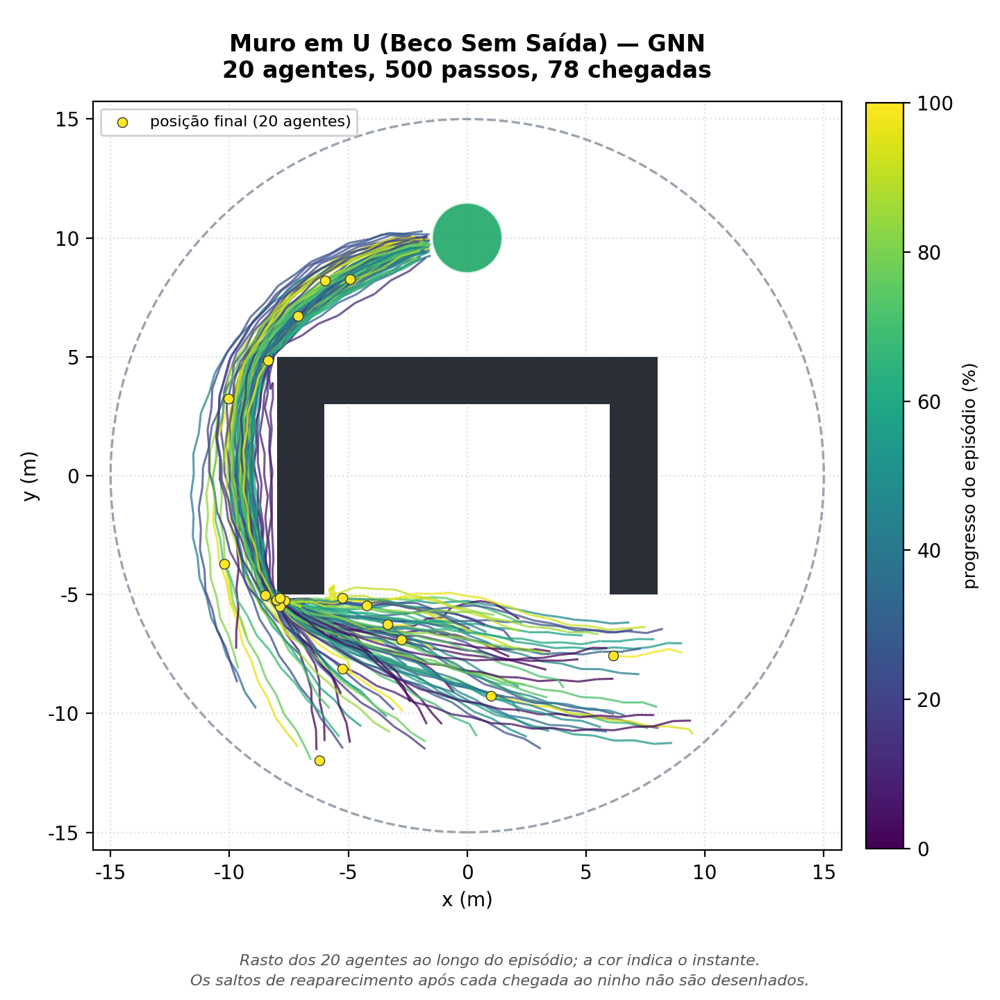 Muro em U (Beco Sem Saída) — GNN
20 agentes, 500 passos, 78 chegadas
posição final (20 agentes)
15
10
5
0
-5
-10
-15
y (m)
-15
-10
-5
0
5
10
15
x (m)
100
80
60
40
20
0
progresso do episódio (%)
Rasto dos 20 agentes ao longo do episódio; a cor indica o instante.
Os saltos de reaparecimento após cada chegada ao ninho não são desenhados.